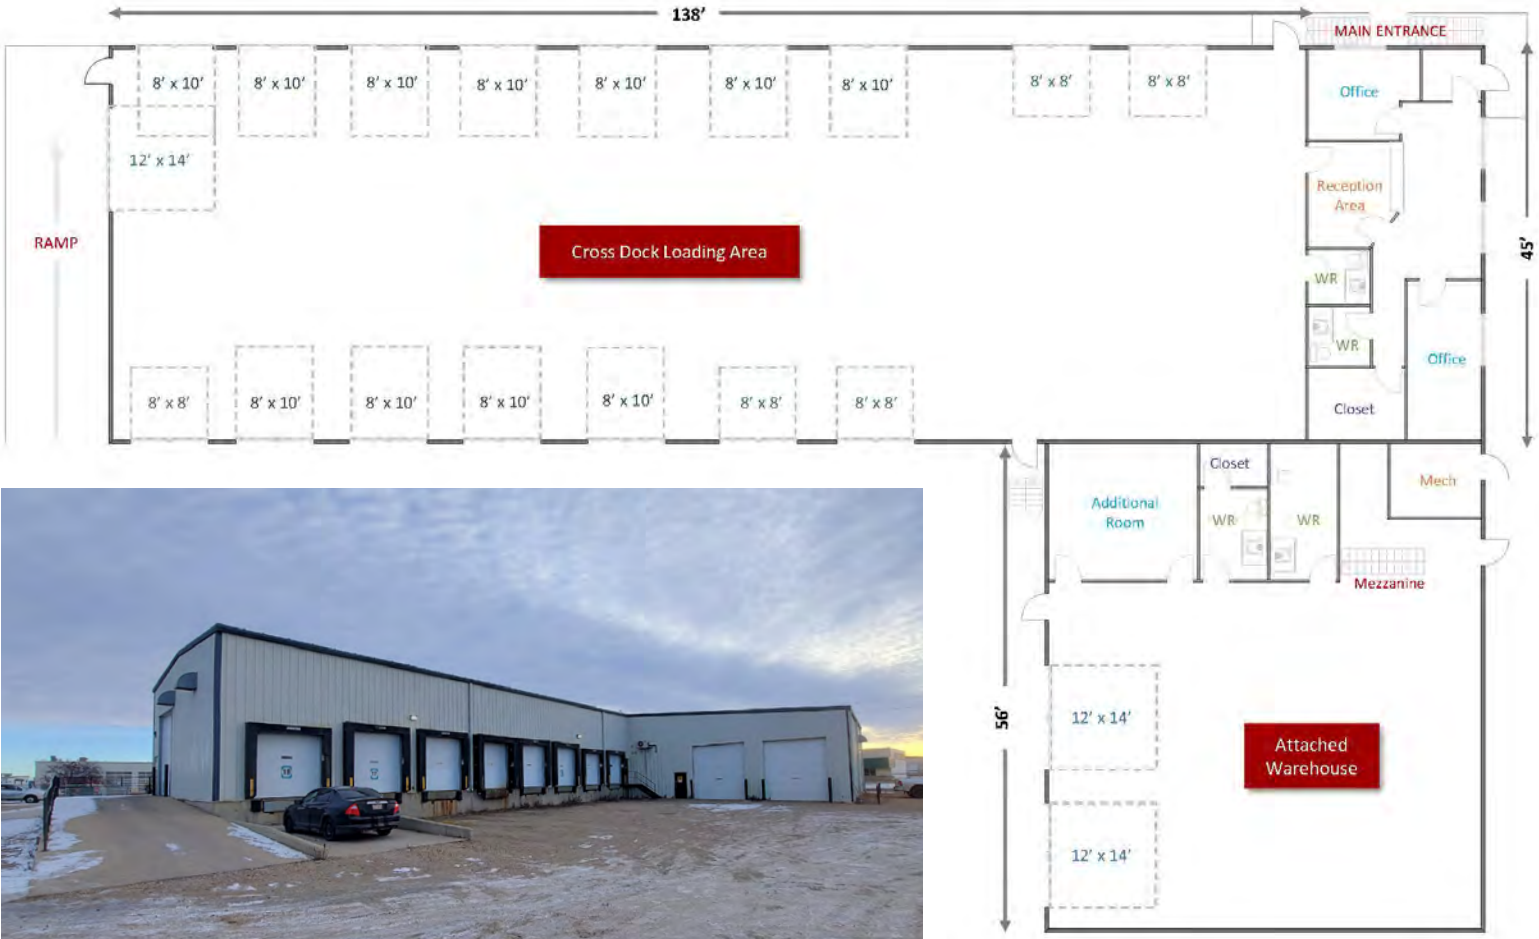 138'
MAIN ENTRANCE
8' x 10'
8' x 10'
8' x 10'
8' x 10'
8' x 10'
8' x 10'
8' x 10'
8' x 8'
8' x 8'
Office
12' x 14'
Reception
Area
RAMP
Cross Dock Loading Area
45'
WR
WR
Office
8' x 8'
8' x 10'
8' x 10'
8' x 10'
8' x 10'
8' x 8'
8' x 8'
Closet
Closet
Mech
Additional
Room
WR
WR
Mezzanine
56'
12' x 14'
Attached
Warehouse
12' x 14'